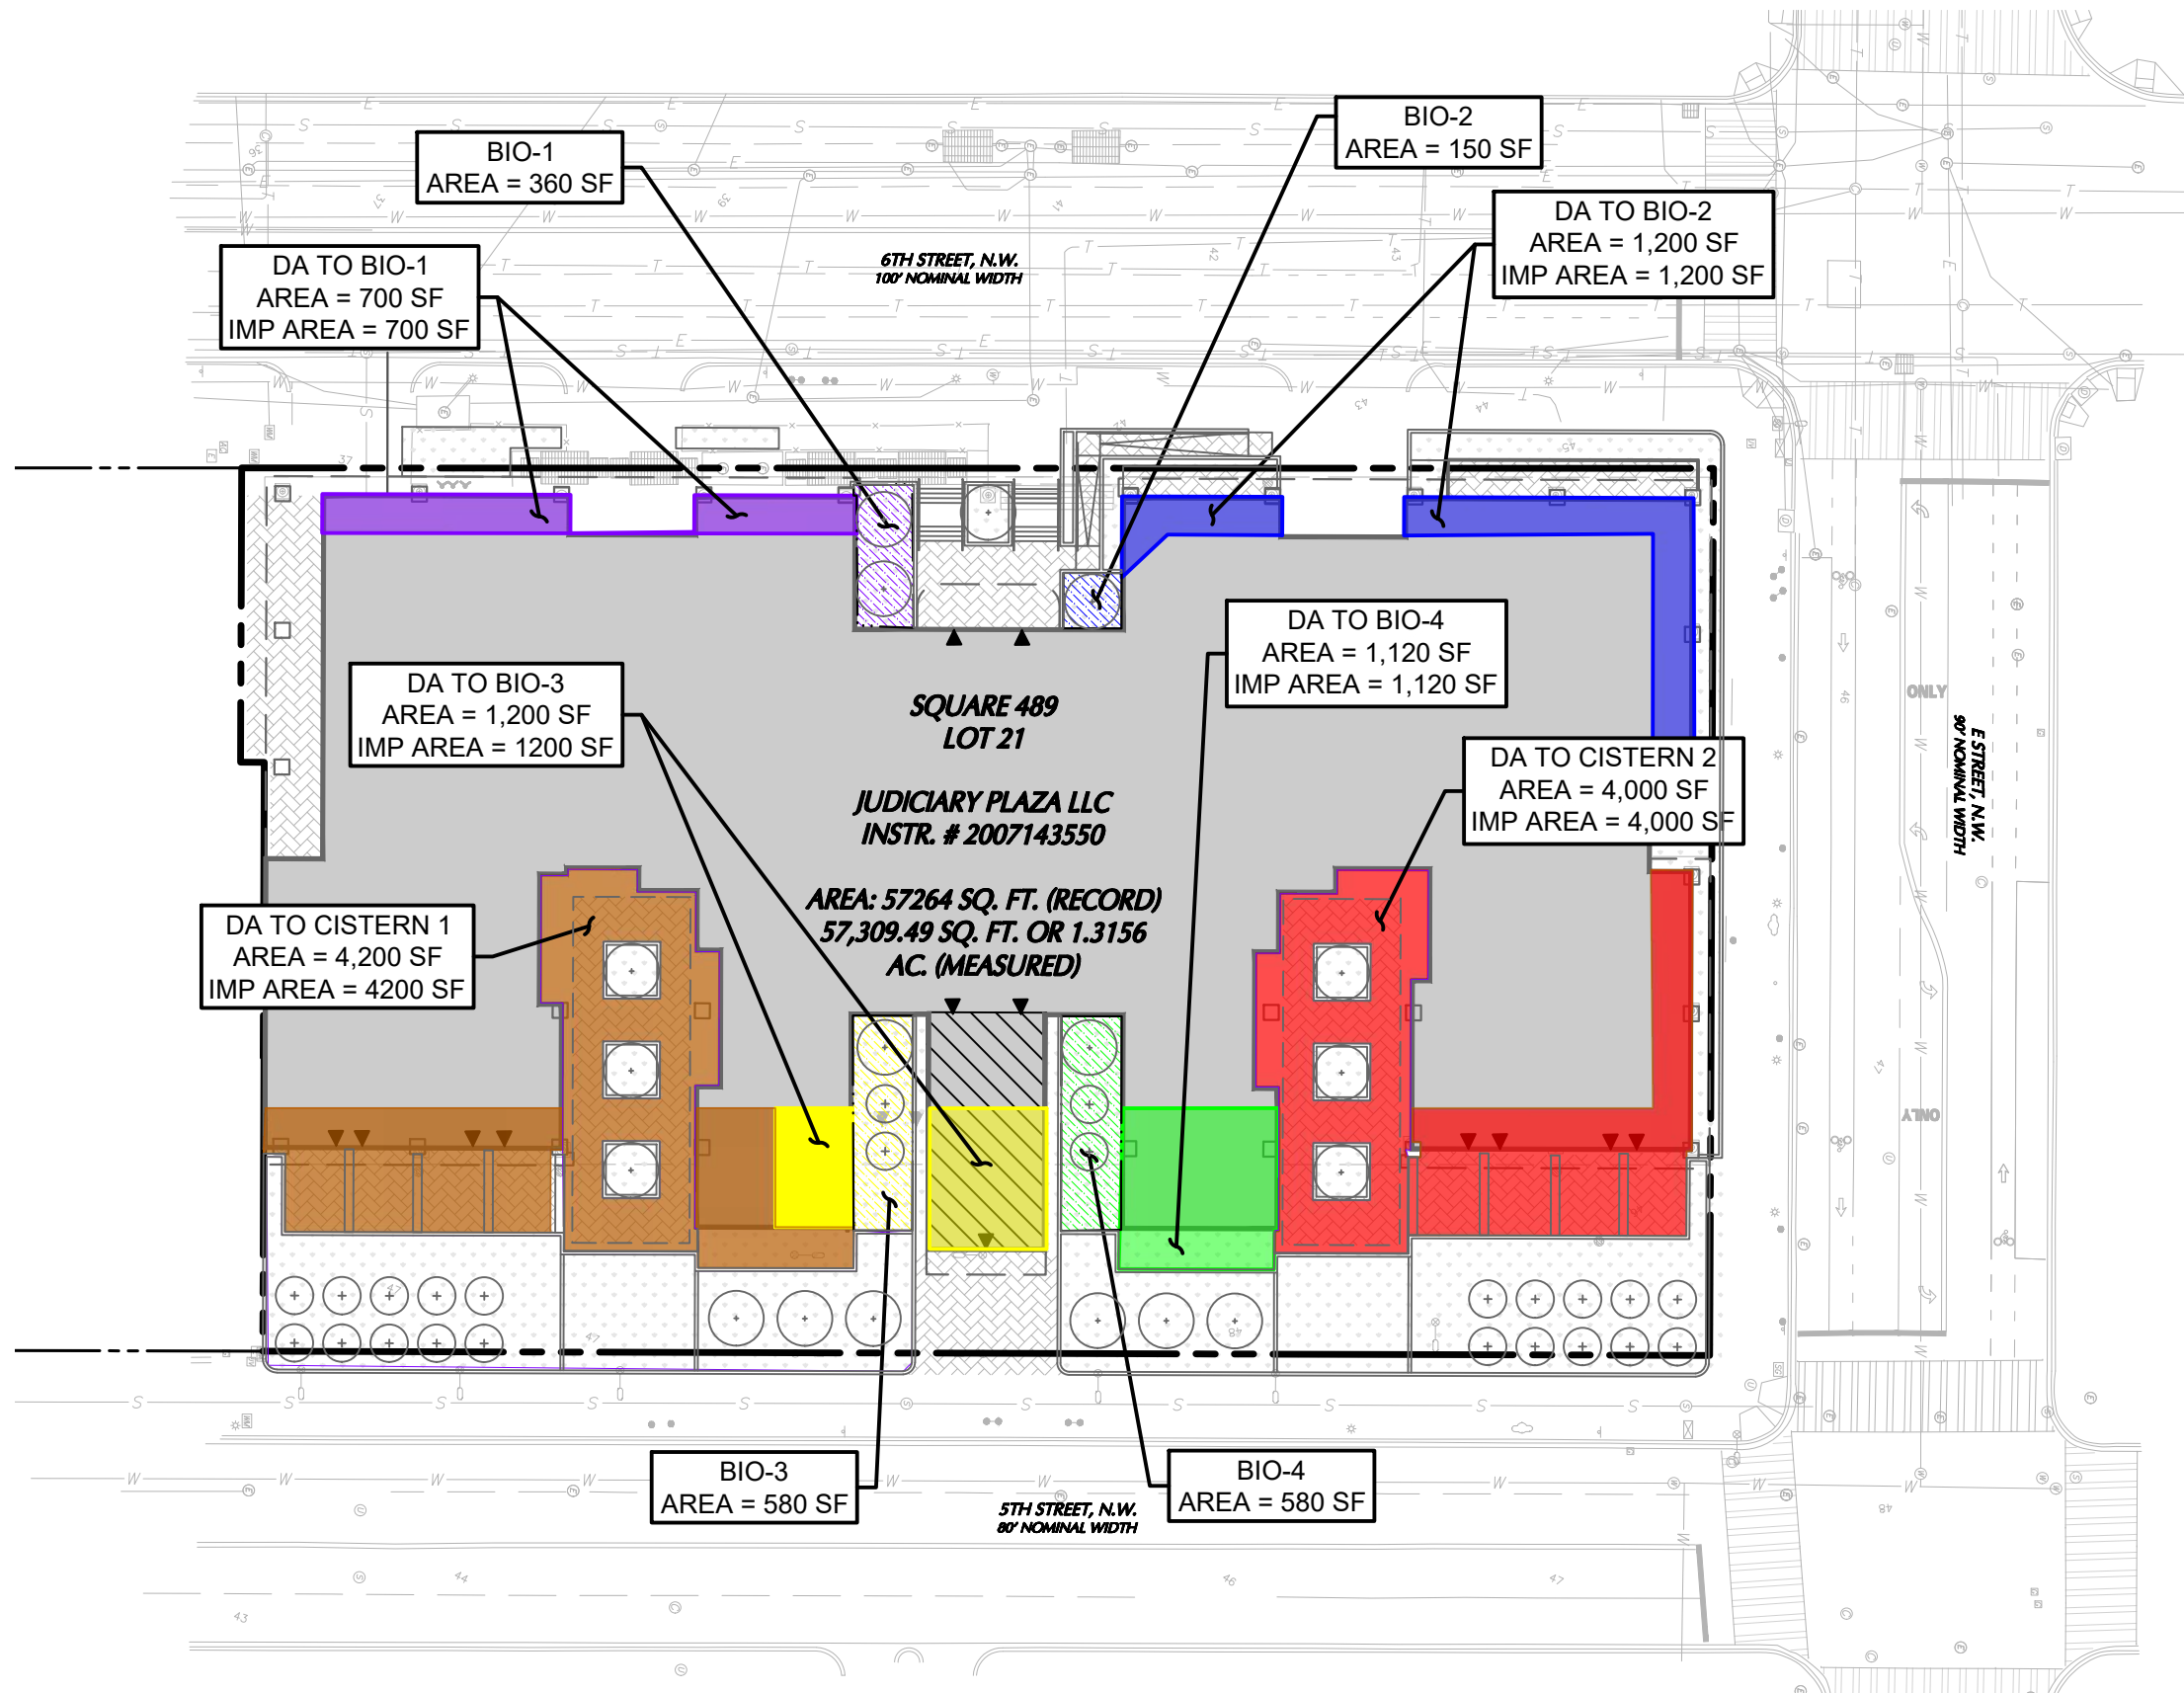 BIO-1
AREA = 360 SF
BIO-2
AREA = 150 SF
DA TO BIO-1
AREA = 700 SF
IMP AREA = 700 SF
6TH STREET, N.W.
100' NOMINAL WIDTH
DA TO BIO-2
AREA = 1,200 SF
IMP AREA = 1,200 SF
DA TO BIO-3
AREA = 1,200 SF
IMP AREA = 1200 SF
SQUARE 489
LOT 21
JUDICIARY PLAZA LLC
INSTR. # 2007143550
AREA: 57264 SQ. FT. (RECORD)
57,309.49 SQ. FT. OR 1.3156
AC. (MEASURED)
DA TO BIO-4
AREA = 1,120 SF
IMP AREA = 1,120 SF
DA TO CISTERN 2
AREA = 4,000 SF
IMP AREA = 4,000 SF
ONLY
E STREET, N.W.
90' NOMINAL WIDTH
DA TO CISTERN 1
AREA = 4,200 SF
IMP AREA = 4200 SF
ONLY
BIO-3
AREA = 580 SF
5TH STREET, N.W.
80' NOMINAL WIDTH
BIO-4
AREA = 580 SF